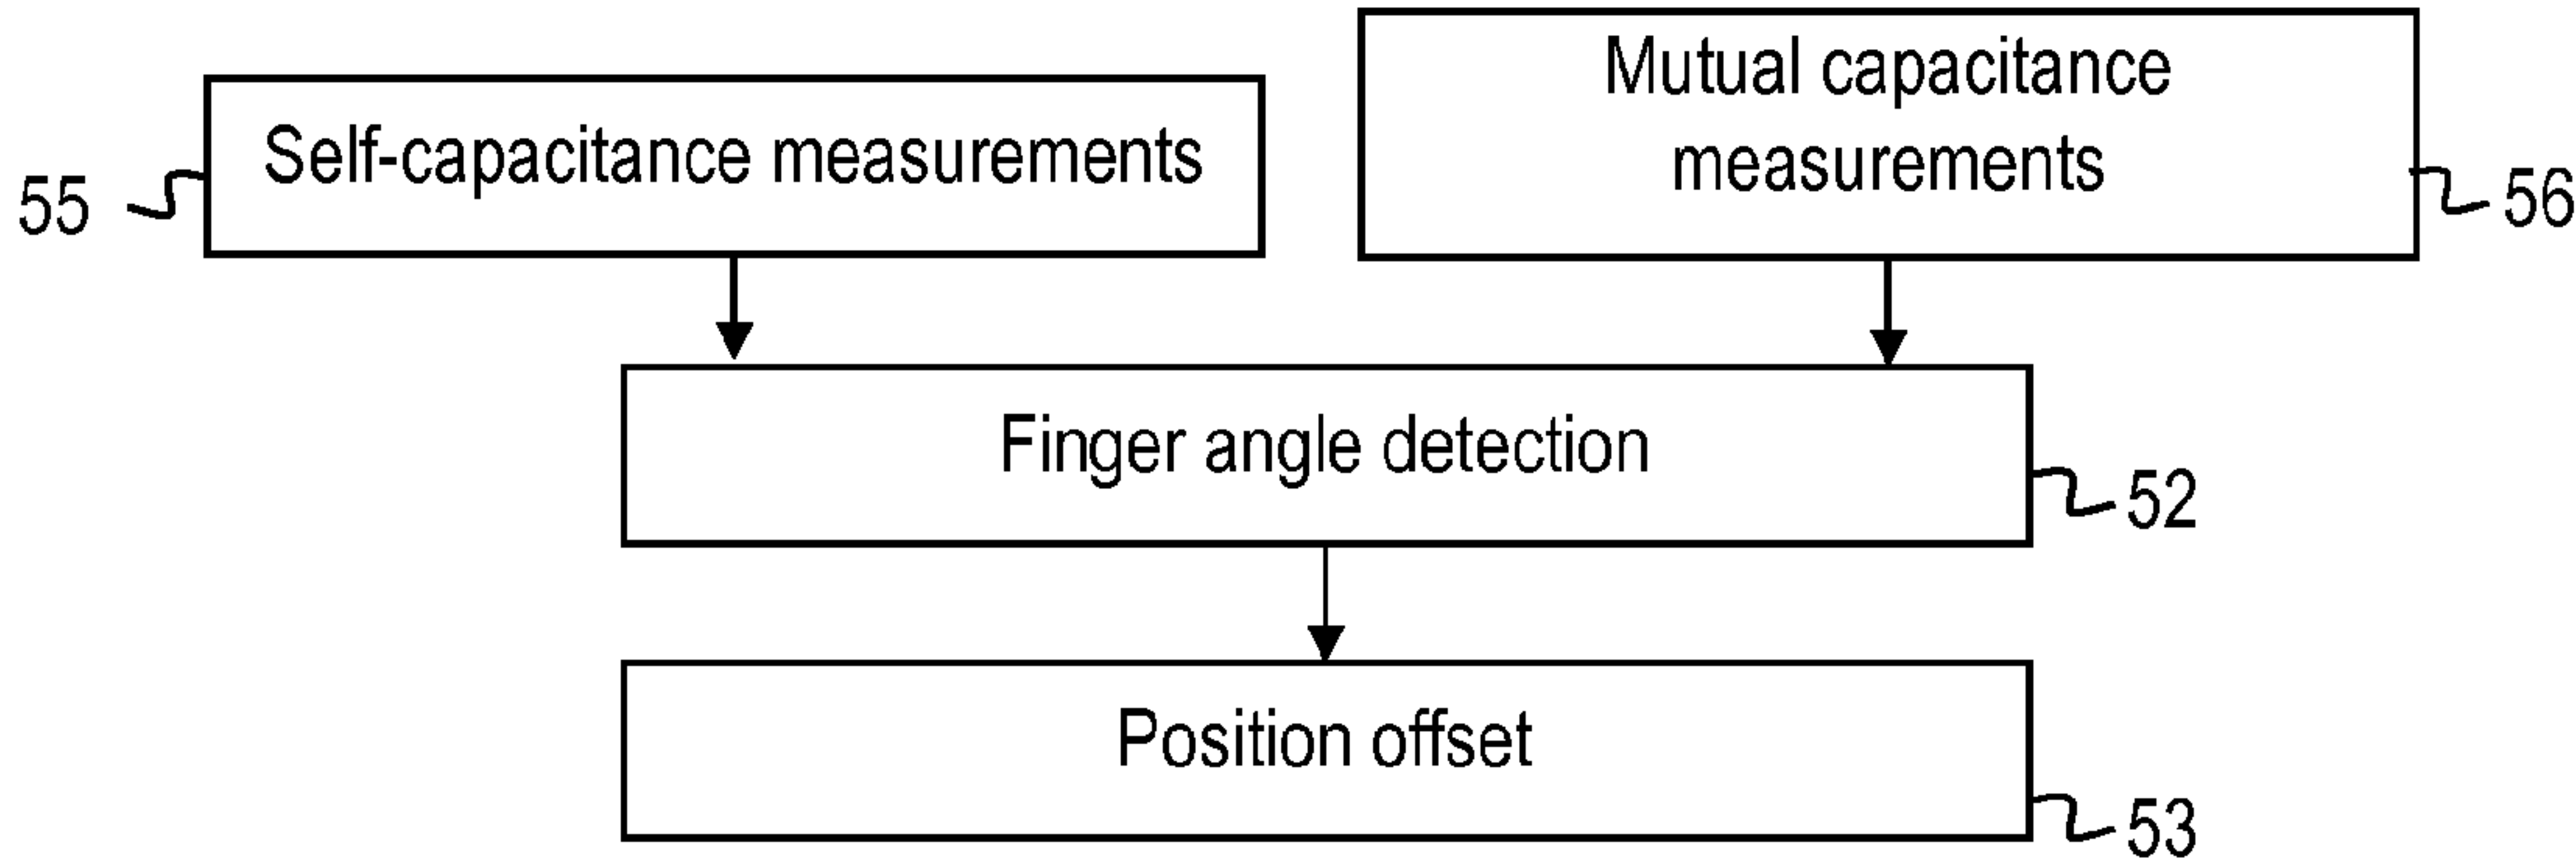 Self-capacitance measurements
55
Mutual capacitance
measurements
56
Finger angle detection
52
Position offset
53